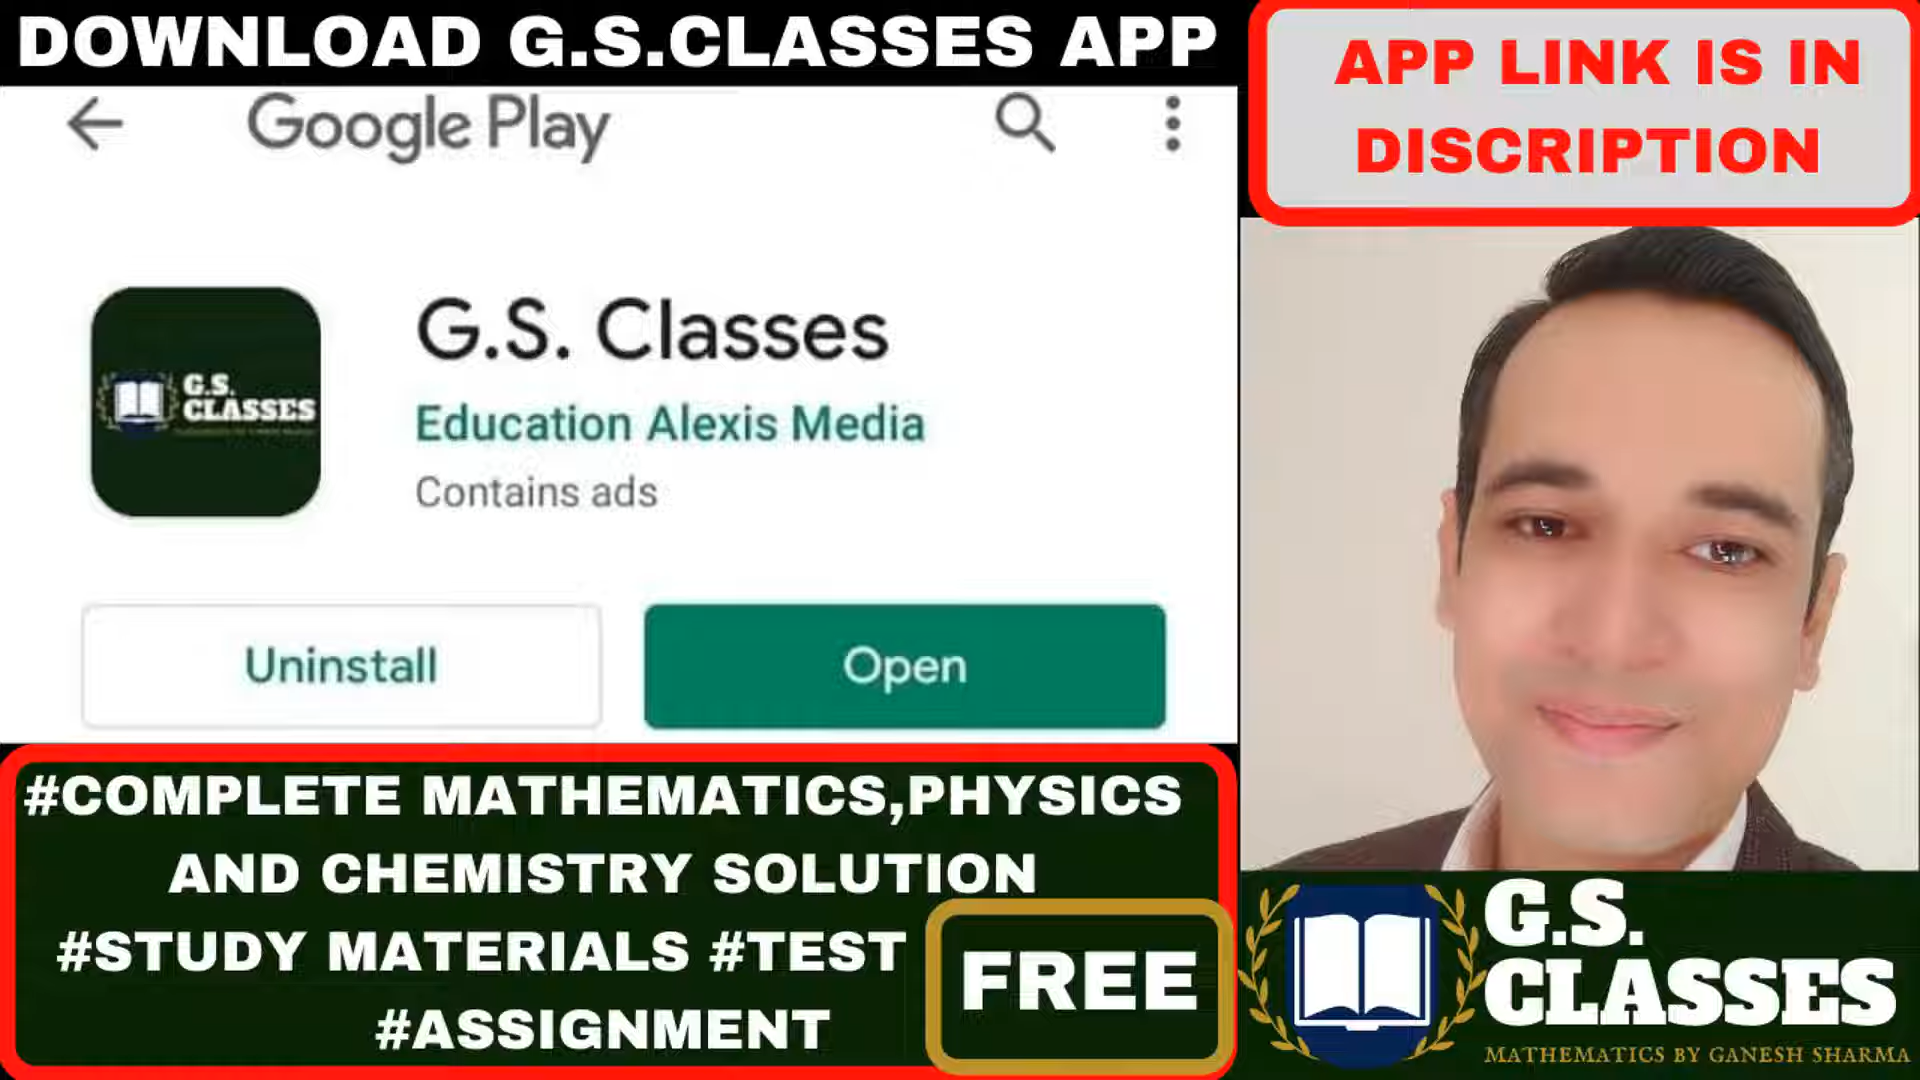 DOWNLOAD G.S.CLASSES APP
APP LINK IS IN
DISCRIPTION
Google Play
G.S.
CLASSES
G.S. Classes
Education Alexis Media
Contains ads
Uninstall
Open
#COMPLETE MATHEMATICS,PHYSICS
AND CHEMISTRY SOLUTION
#STUDY MATERIALS #TEST
#ASSIGNMENT
FREE
G.S.
CLASSES
MATHEMATICS BY GANESH SHARMA